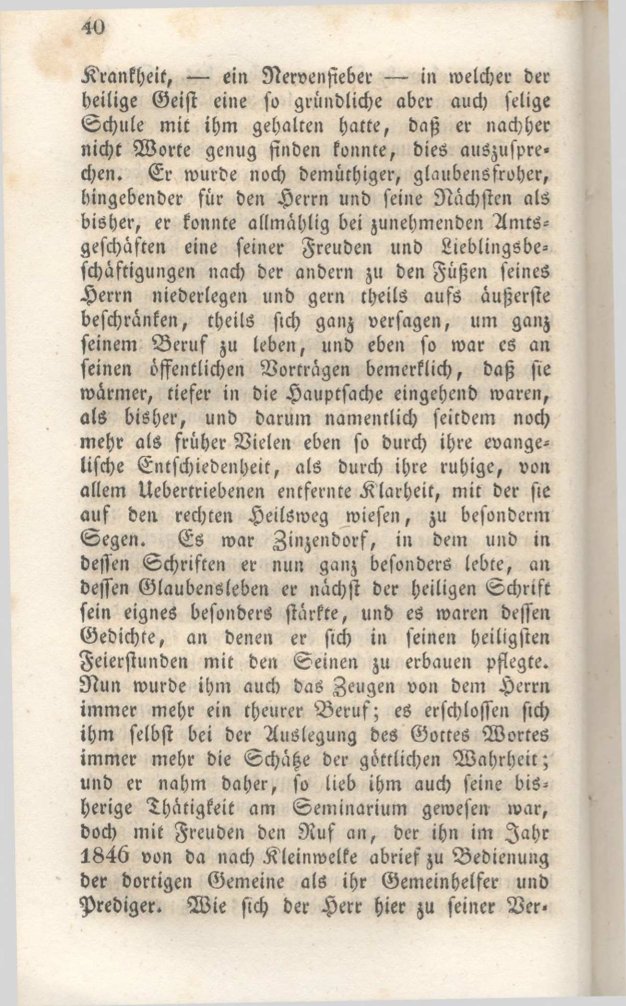 40
Krankheit, — ein Nervenfieber — in welcher der
heilige Geist eine so gründliche aber auch selige
Schule mit ihm gehalten hatte, daß er nachher
nicht Worte genug finden konnte, dies auszuspre-
chen. Er wurde noch demüthiger, glaubensfroher,
hingebender für den Herrn und seine Nächsten als
bisher, er konnte allmählig bei zunehmenden Amts-
geschäften eine seiner Freuden und Lieblingsbe-
schäftigungen nach der andern zu den Füßen seines
Herrn niederlegen und gern theils aufs äußerste
beschränken, theils sich ganz versagen, um ganz
seinem Beruf zu leben, und eben so war es an
seinen öffentlichen Vorträgen bemerklich, daß sie
wärmer, tiefer in die Hauptsache eingehend waren,
als bisher, und darum namentlich seitdem noch
mehr als früher Vielen eben so durch ihre evange-
lische Entschiedenheit, als durch ihre ruhige, von
allem Uebertriebenen entfernte Klarheit, mit der sie
auf den rechten Heilsweg wiesen, zu besonderm
Segen. Es war Zinzendorf, in dem und in
dessen Schriften er nun ganz besonders lebte, an
dessen Glaubensleben er nächst der heiligen Schrift
sein eignes besonders stärkte, und es waren dessen
Gedichte, an denen er sich in seinen heiligsten
Feierstunden mit den Seinen zu erbauen pflegte.
Nun wurde ihm auch das Zeugen von dem Herrn
immer mehr ein theurer Beruf; es erschlossen sich
ihm selbst bei der Auslegung des Gottes Wortes
immer mehr die Schätze der göttlichen Wahrheit;
und er nahm daher, so lieb ihm auch seine bis-
herige Thätigkeit am Seminarium gewesen war,
doch mit Freuden den Ruf an, der ihn im Jahr
1846 von da nach Kleinwelke abrief zu Bedienung
der dortigen Gemeine als ihr Gemeinhelfer und
Prediger. Wie sich der Herr hier zu seiner Ver-